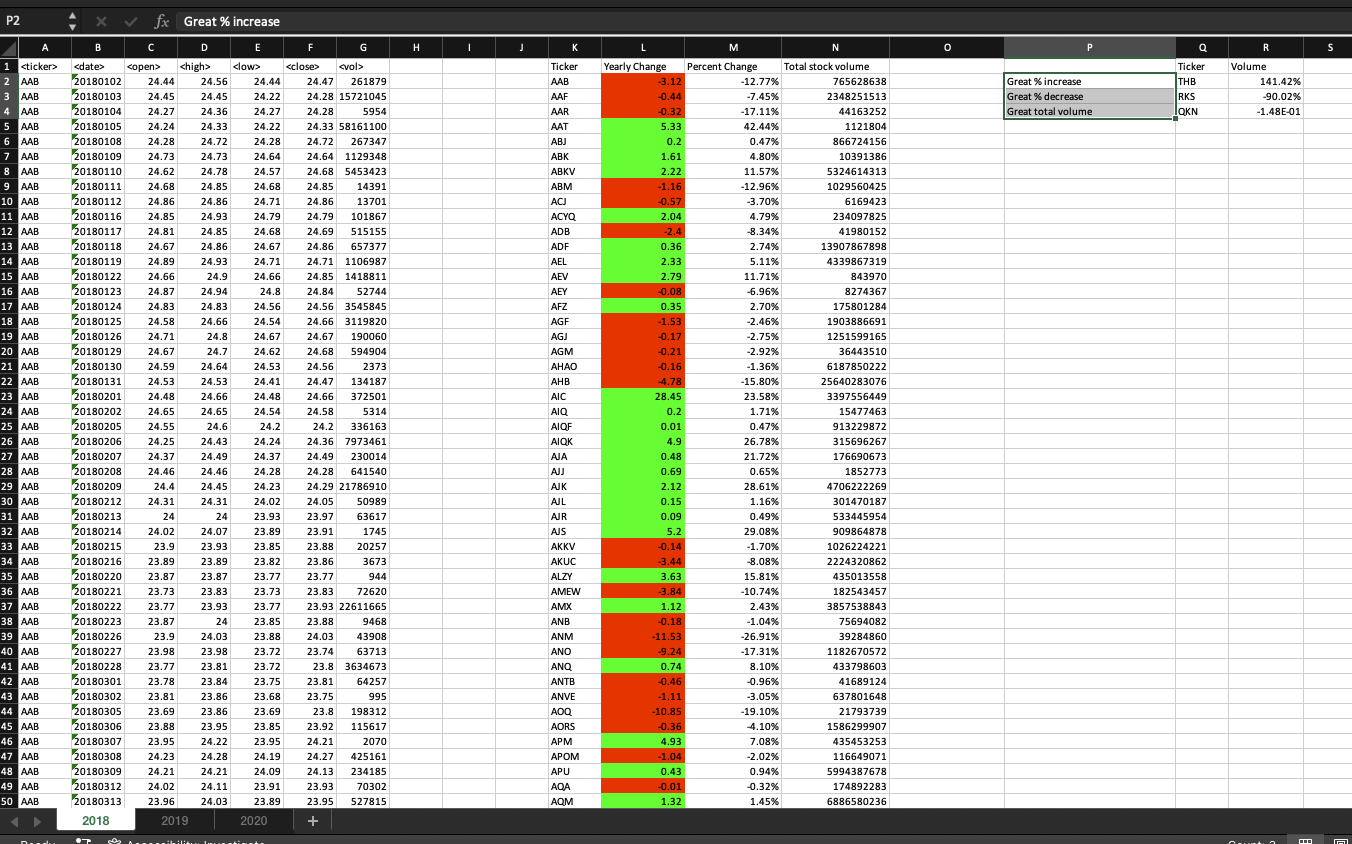 P2 fx Great % increase
A B C D E F G H I J K L M N O P Q R S
1 <ticker> <date> <open> <high> <low> <close> <vol> Ticker Yearly Change Percent Change Total stock volume Ticker Volume
2 AAB 20180102 24.44 24.56 24.44 24.47 261879 AAB -3.12 -12.77% 765628638 Great % increase THB 141.42%
3 AAB 20180103 24.45 24.45 24.22 24.28 15721045 AAF -0.44 -7.45% 2348251513 Great % decrease RKS -90.02%
4 AAB 20180104 24.27 24.36 24.27 24.36 5954 AAR -0.32 -17.11% 44163252 Great total volume QKN -1.48E-01
5 AAB 20180105 24.24 24.33 24.22 24.33 58161100 AAT 5.33 42.44% 1121804
6 AAB 20180108 24.28 24.72 24.28 24.72 267347 ABJ 0.2 0.47% 866724156
7 AAB 20180109 24.73 24.73 24.64 24.64 1129348 ABK 1.61 4.80% 10391386
8 AAB 20180110 24.62 24.78 24.57 24.68 5453423 ABKV 2.22 11.57% 5324614313
9 AAB 20180111 24.68 24.85 24.68 24.85 14391 ABM -1.16 -12.96% 1029560425
10 AAB 20180112 24.86 24.86 24.71 24.86 13701 ACJ -0.57 -3.70% 6169423
11 AAB 20180116 24.85 24.93 24.79 24.79 101867 ACYQ 2.04 4.79% 234097825
12 AAB 20180117 24.81 24.85 24.68 24.69 515155 ADB -2.4 -8.34% 41980152
13 AAB 20180118 24.67 24.86 24.67 24.86 657377 ADF 0.36 2.74% 13907867898
14 AAB 20180119 24.89 24.93 24.71 24.71 1106987 AEL 2.33 5.11% 4339867319
15 AAB 20180122 24.66 24.9 24.66 24.85 1418811 AEV 2.79 11.71% 843970
16 AAB 20180123 24.87 24.94 24.8 24.84 52744 AEY -0.08 -6.96% 8274367
17 AAB 20180124 24.83 24.83 24.56 24.56 3545845 AFZ 0.35 2.70% 175801284
18 AAB 20180125 24.58 24.66 24.54 24.66 3119820 AGF -1.53 -2.46% 1903886691
19 AAB 20180126 24.71 24.8 24.67 24.67 190060 AGJ -0.17 -2.75% 1251599165
20 AAB 20180129 24.67 24.7 24.62 24.68 594904 AGM -0.21 -2.92% 36443510
21 AAB 20180130 24.59 24.64 24.53 24.56 2373 AHAO -0.16 -1.36% 6187850222
22 AAB 20180131 24.53 24.53 24.41 24.47 134187 AHB -4.78 -15.80% 25640283076
23 AAB 20180201 24.48 24.66 24.48 24.66 372501 AIC 28.45 23.58% 3397556449
24 AAB 20180202 24.65 24.65 24.54 24.58 5314 AIQ 0.2 1.71% 15477463
25 AAB 20180205 24.55 24.6 24.2 24.2 336163 AIQF 0.01 0.47% 913229872
26 AAB 20180206 24.25 24.43 24.24 24.36 7973461 AIQK 4.9 26.78% 315696267
27 AAB 20180207 24.37 24.49 24.37 24.49 230014 AJA 0.48 21.72% 176690673
28 AAB 20180208 24.46 24.46 24.28 24.28 641540 AJJ 0.69 0.65% 1852773
29 AAB 20180209 24.4 24.45 24.23 24.29 21786910 AJK 2.12 28.61% 4706222269
30 AAB 20180212 24.31 24.31 24.02 24.05 50989 AJL 0.15 1.16% 301470187
31 AAB 20180213 24 24 23.93 23.97 63617 AJR 0.09 0.49% 533445954
32 AAB 20180214 24.02 24.07 23.89 23.91 1745 AJS 5.2 29.08% 909864878
33 AAB 20180215 23.9 23.93 23.85 23.88 20257 AKKV -0.14 -1.70% 1026224221
34 AAB 20180216 23.89 23.89 23.82 23.86 3673 AKUC -3.44 -8.08% 2224320862
35 AAB 20180220 23.87 23.87 23.77 23.77 944 ALZY 3.63 15.81% 435013558
36 AAB 20180221 23.73 23.83 23.73 23.83 72620 AMEW -3.84 -10.74% 182543457
37 AAB 20180222 23.77 23.93 23.77 23.93 22611665 AMX 1.12 2.43% 3857538843
38 AAB 20180223 23.87 24 23.85 23.88 9468 ANB -0.18 -1.04% 75694082
39 AAB 20180226 23.9 24.03 23.88 24.03 43908 ANM -11.53 -26.91% 39284860
40 AAB 20180227 23.98 23.98 23.72 23.74 63713 ANO -9.24 -17.31% 1182670572
41 AAB 20180228 23.77 23.81 23.72 23.8 3634673 ANQ 0.74 8.10% 433798603
42 AAB 20180301 23.78 23.84 23.75 23.81 64257 ANTB -0.46 -0.96% 41689124
43 AAB 20180302 23.81 23.86 23.68 23.75 995 ANVE -1.11 -3.05% 637801648
44 AAB 20180305 23.69 23.86 23.69 23.8 198312 AOQ -10.85 -19.10% 21793739
45 AAB 20180306 23.88 23.95 23.85 23.92 115617 AORS -0.36 -4.10% 1586299907
46 AAB 20180307 23.95 24.22 23.95 24.21 2070 APM 4.93 7.08% 435453253
47 AAB 20180308 24.23 24.28 24.19 24.27 425161 APOM -1.04 -2.02% 116649071
48 AAB 20180309 24.21 24.21 24.09 24.13 234185 APU 0.43 0.94% 5994387678
49 AAB 20180312 24.02 24.11 23.91 23.93 70302 AQA -0.01 -0.32% 174892283
50 AAB 20180313 23.96 24.03 23.89 23.95 527815 AQM 1.32 1.45% 6886580236
2018 2019 2020 +
Ready Accessibility: Investigate Count: 3